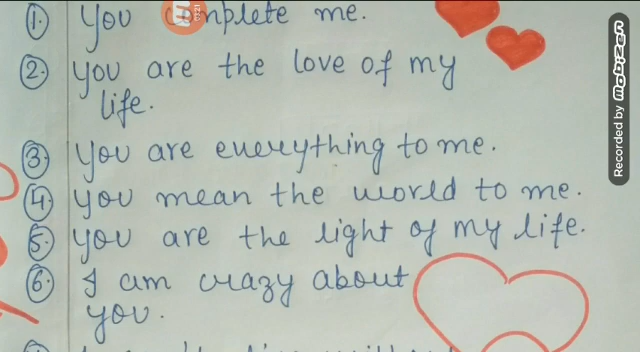 1. You complete me.
2. you are the love of my
life.
3. You are everything to me.
4. you mean the world to me.
5. you are the light of my life.
6. I am crazy about
you.
Recorded by mobizen
03:21